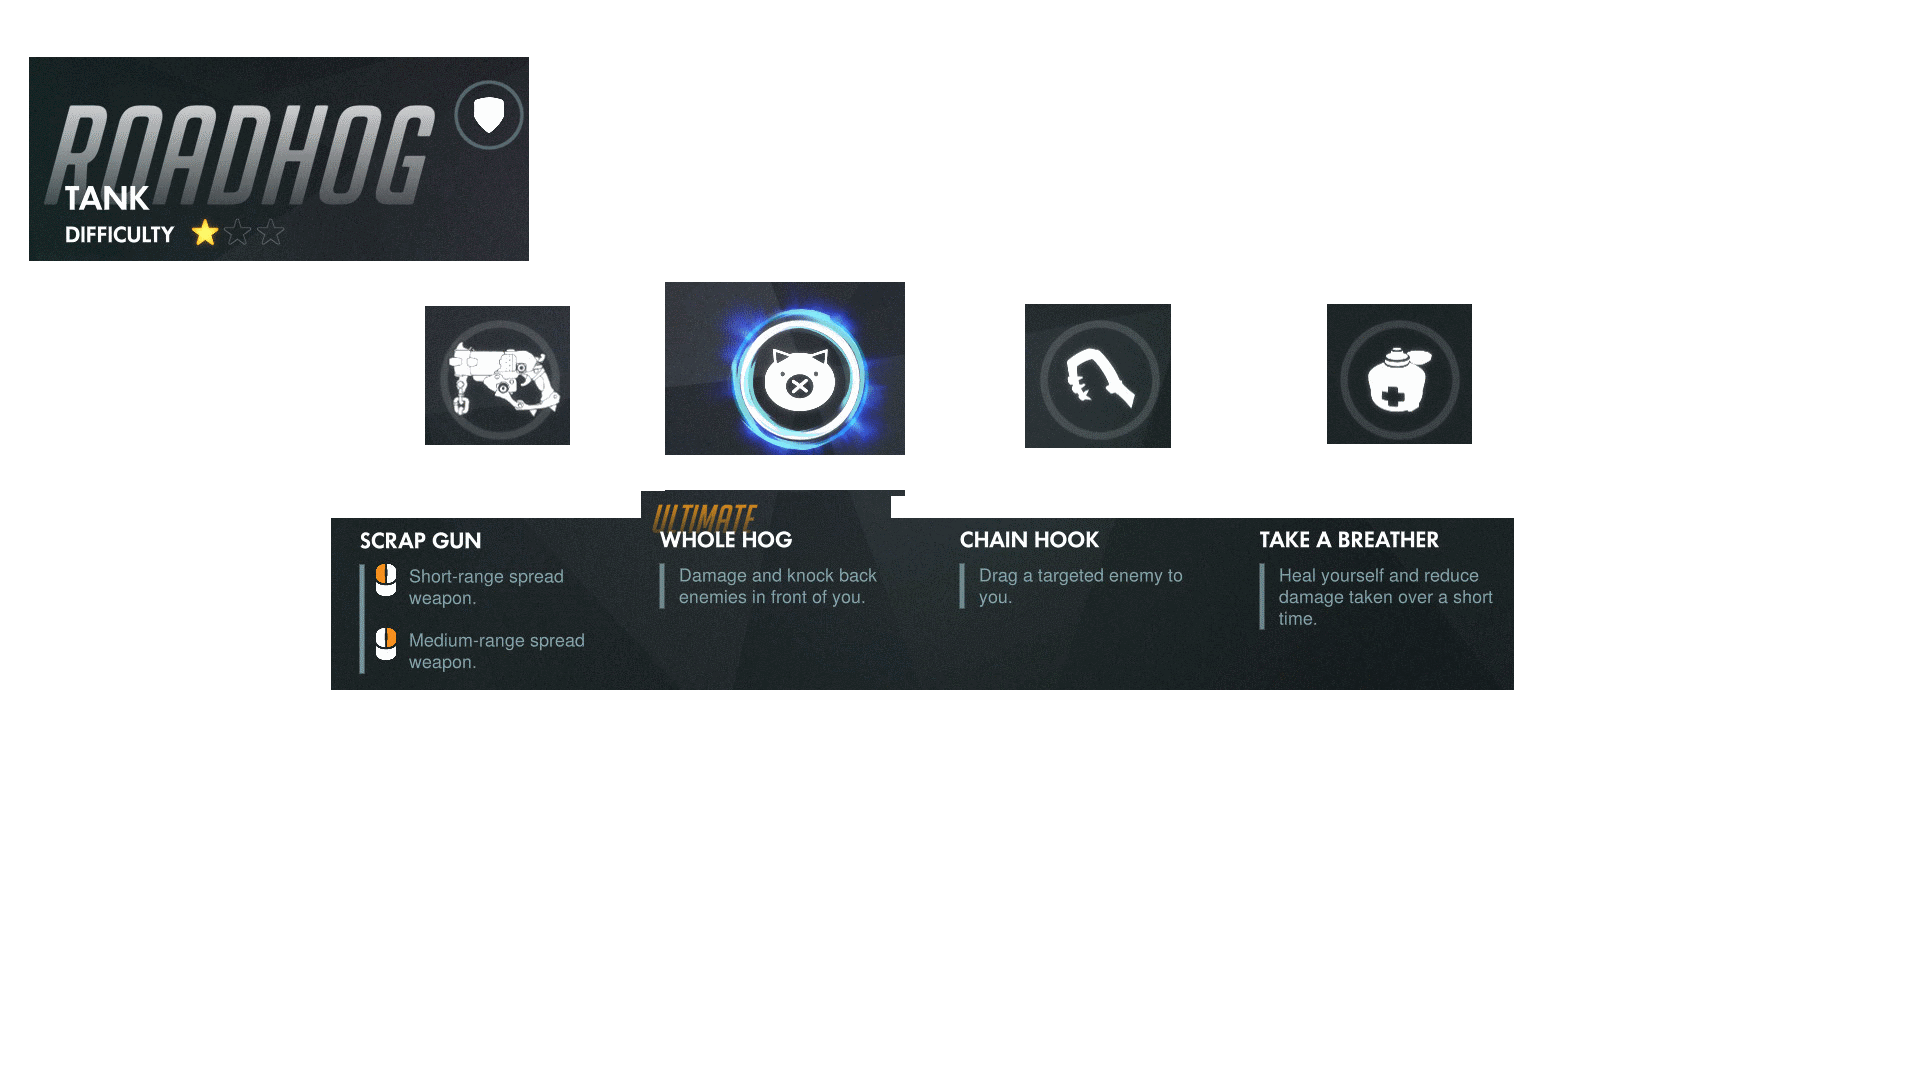 ROADHOG
TANK
DIFFICULTY
ULTIMATE
SCRAP GUN
Short-range spread
weapon.
Medium-range spread
weapon.
WHOLE HOG
Damage and knock back
enemies in front of you.
CHAIN HOOK
Drag a targeted enemy to
you.
TAKE A BREATHER
Heal yourself and reduce
damage taken over a short
time.